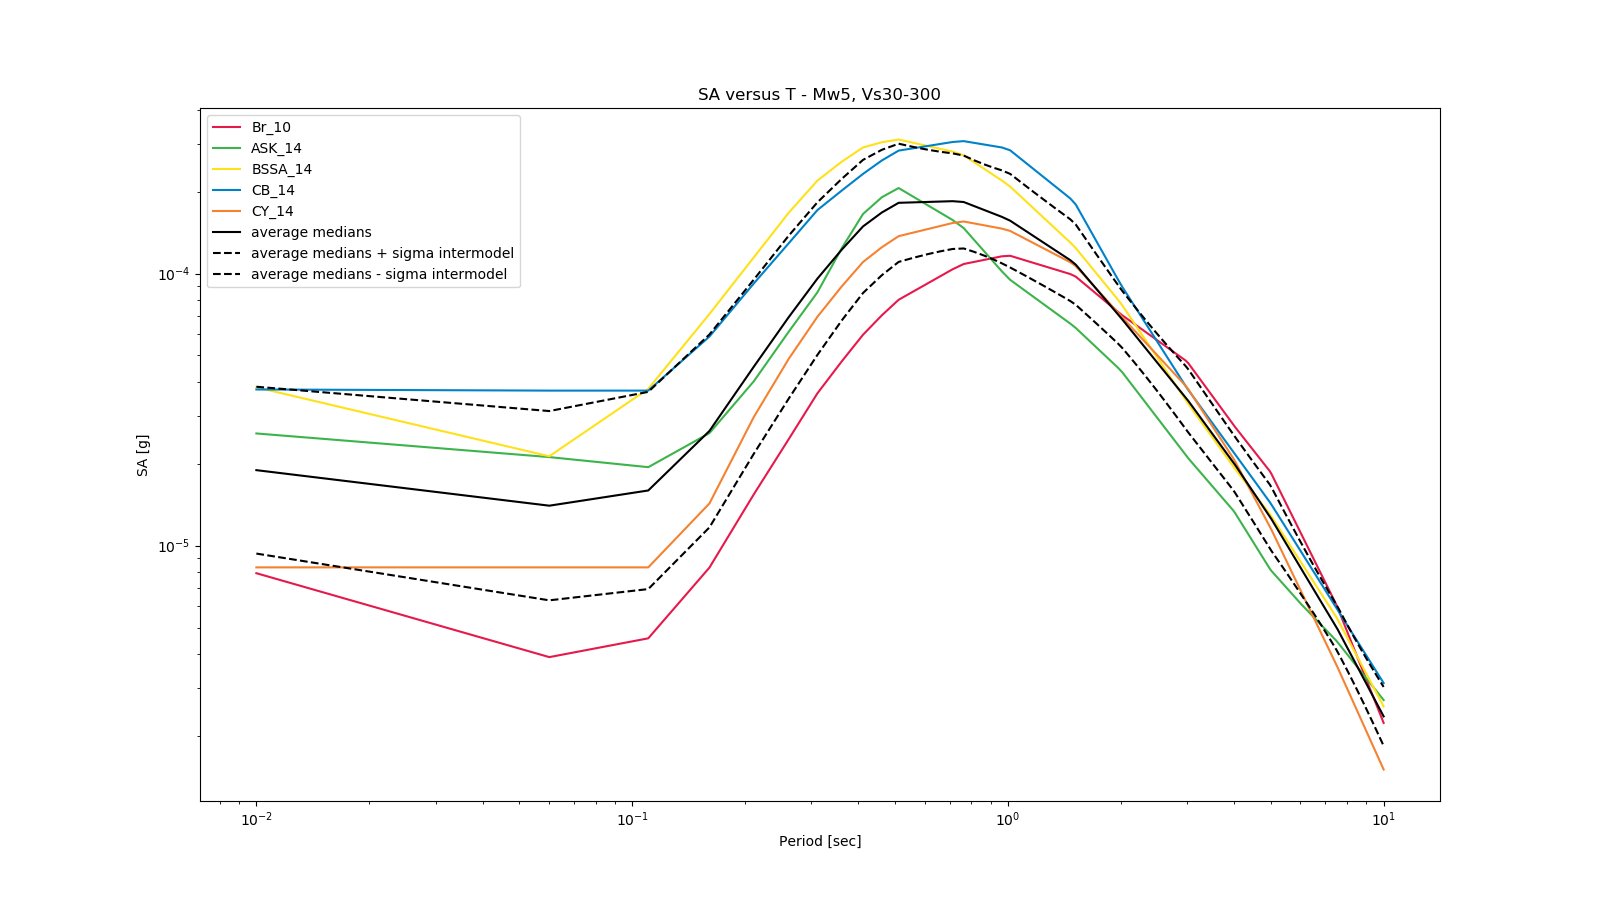 SA versus T - Mw5, Vs30-300
Br_10
ASK_14
BSSA_14
CB_14
CY_14
average medians
average medians + sigma intermodel
average medians - sigma intermodel
SA [g]
10⁻⁴
10⁻⁵
10⁻²
10⁻¹
10⁰
10¹
Period [sec]